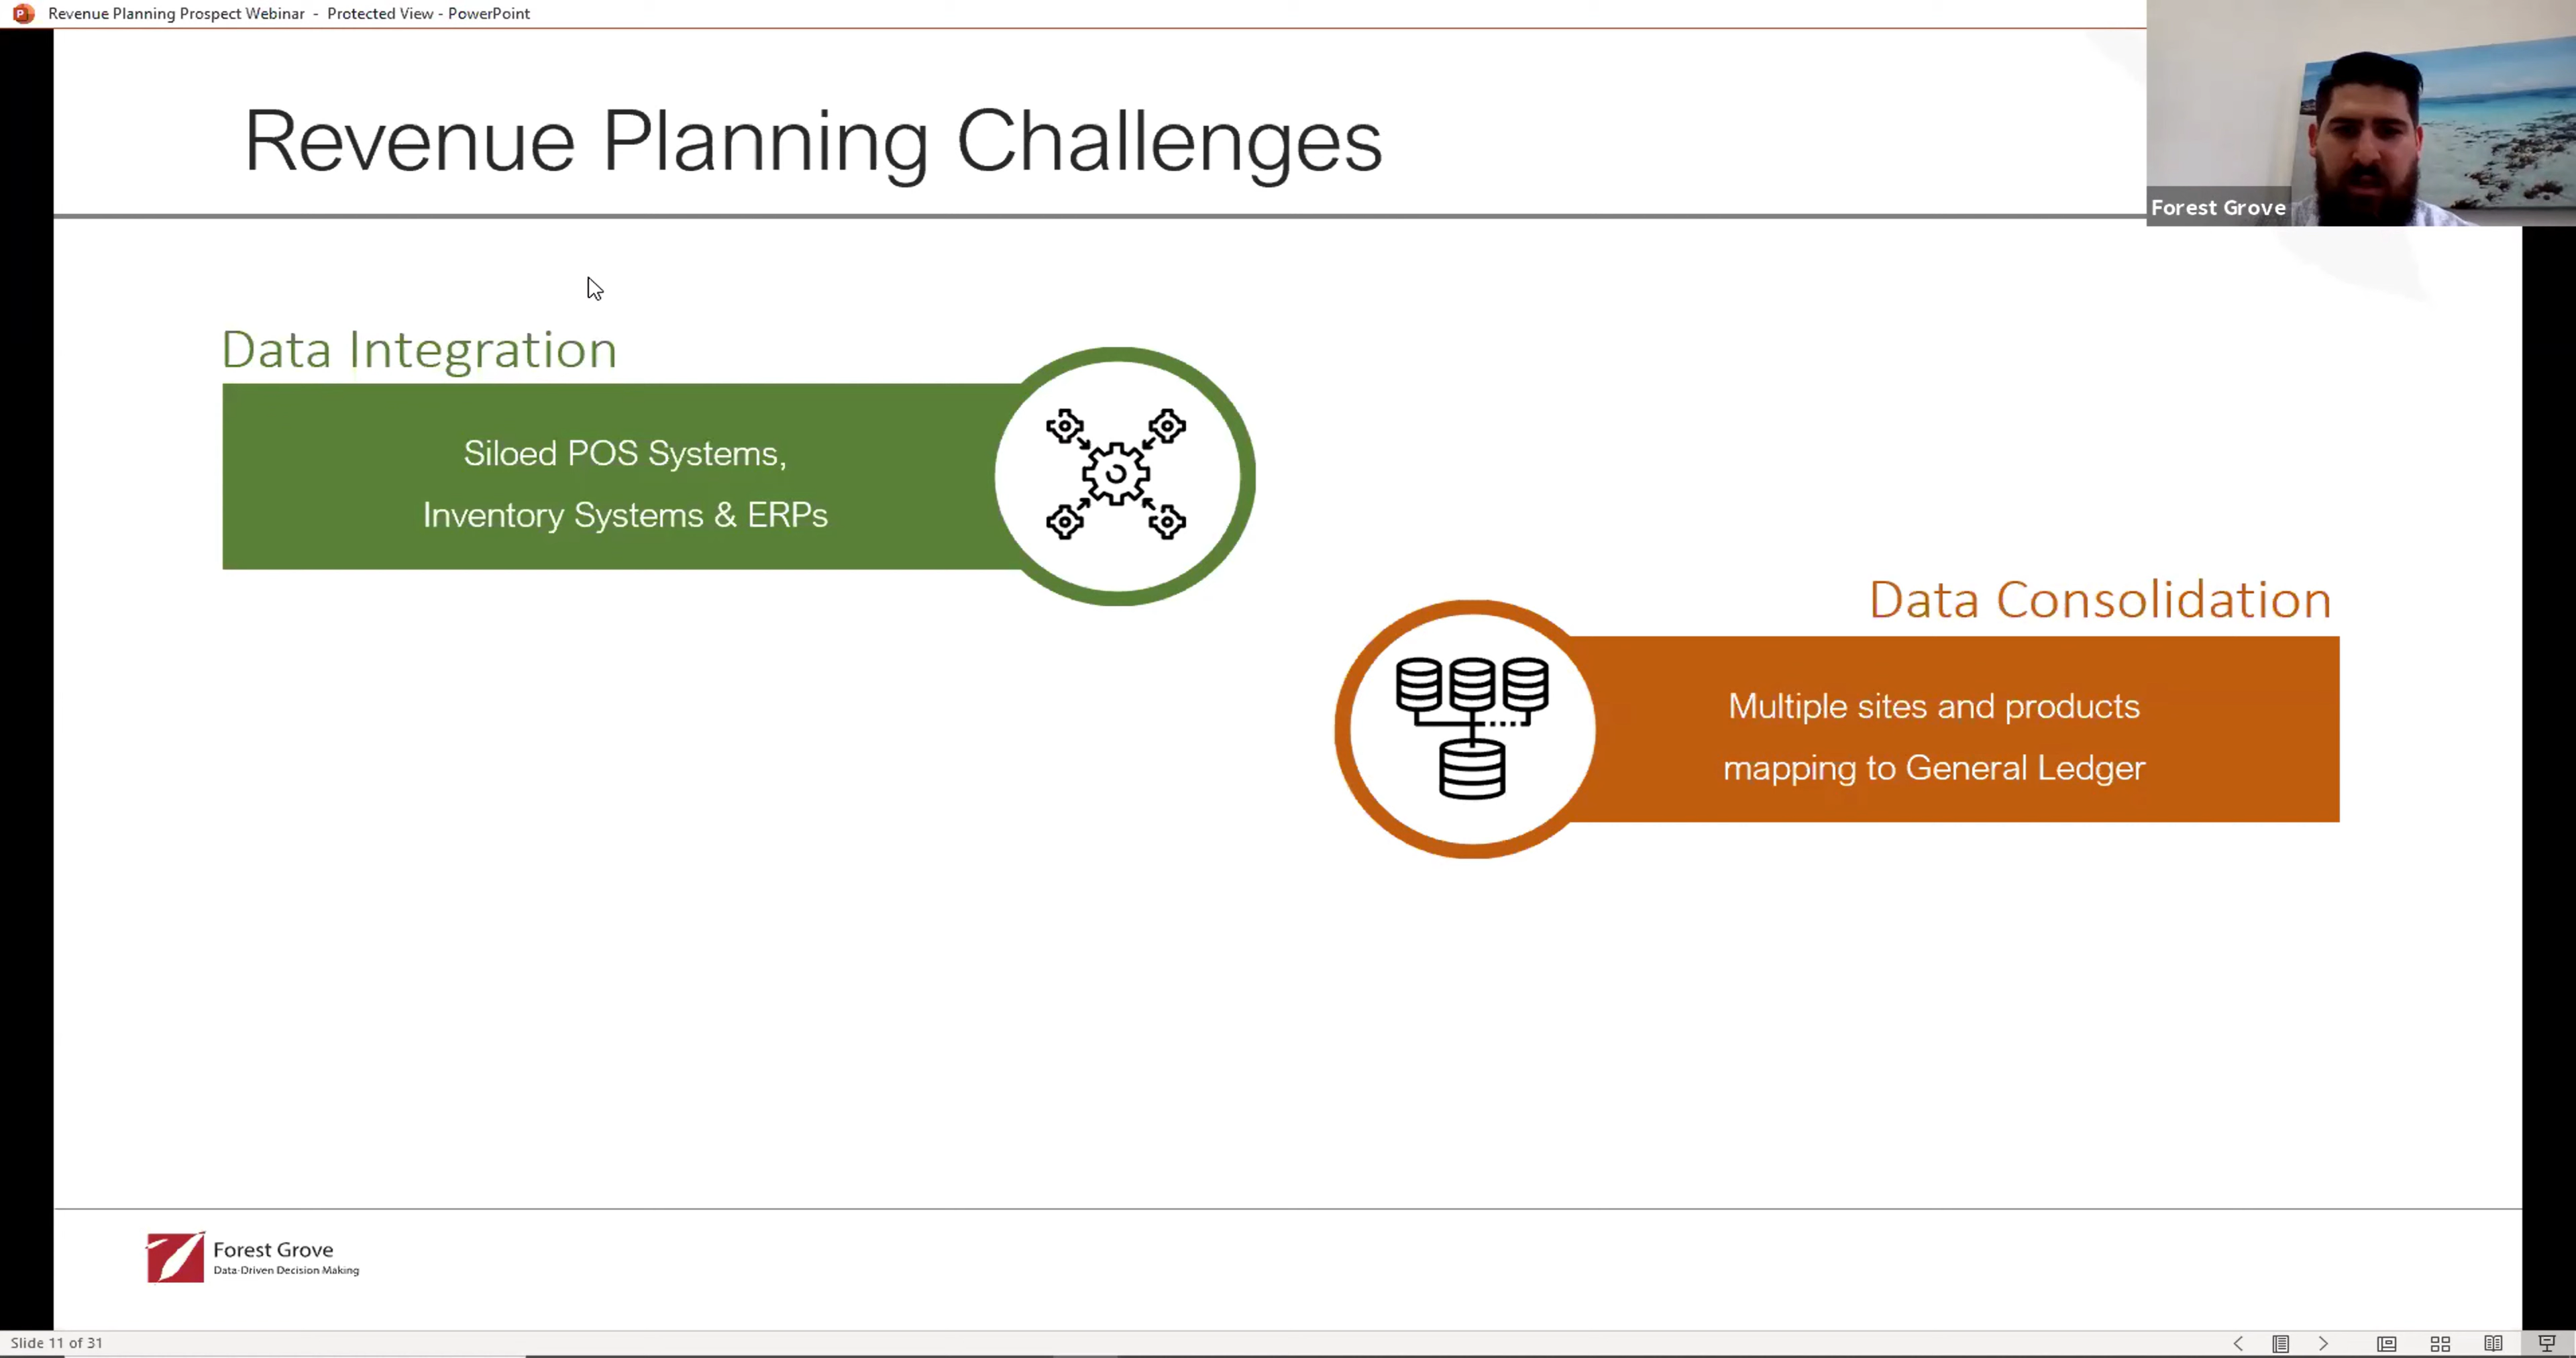 Revenue Planning Prospect Webinar - Protected View - PowerPoint
Revenue Planning Challenges
Forest Grove
Data Integration
Siloed POS Systems,
Inventory Systems & ERPs
Data Consolidation
Multiple sites and products
mapping to General Ledger
Forest Grove
Data-Driven Decision Making
Slide 11 of 31